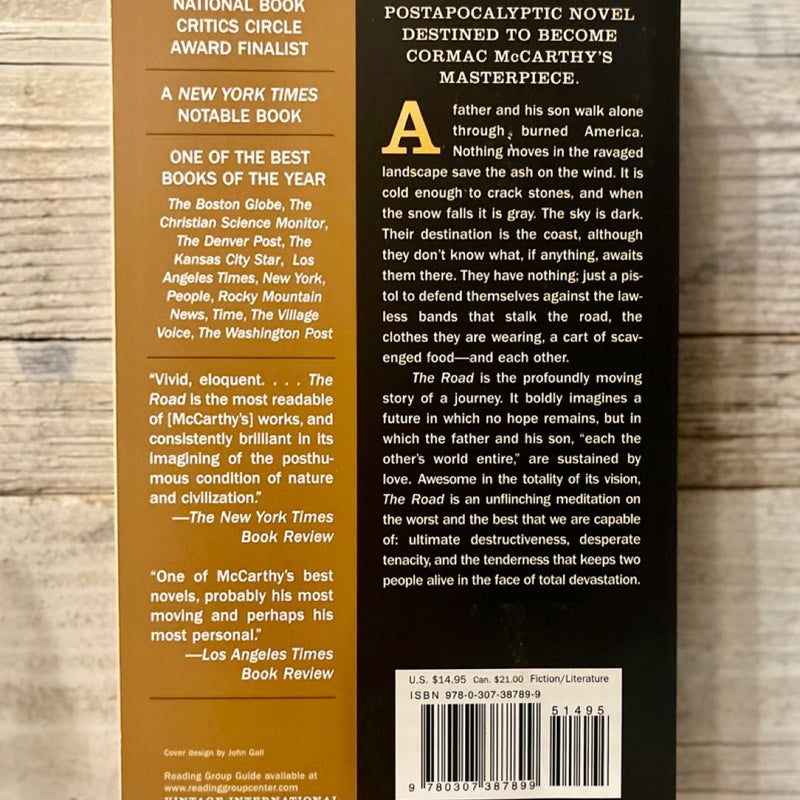 NATIONAL BOOK
CRITICS CIRCLE
AWARD FINALIST
A NEW YORK TIMES
NOTABLE BOOK
ONE OF THE BEST
BOOKS OF THE YEAR
The Boston Globe, The
Christian Science Monitor,
The Denver Post, The
Kansas City Star, Los
Angeles Times, New York,
People, Rocky Mountain
News, Time, The Village
Voice, The Washington Post
“Vivid, eloquent. . . . The
Road is the most readable
of [McCarthy’s] works, and
consistently brilliant in its
imagining of the posthu-
mous condition of nature
and civilization.”
—The New York Times
Book Review
“One of McCarthy’s best
novels, probably his most
moving and perhaps his
most personal.”
—Los Angeles Times
Book Review
Cover design by John Gall
Reading Group Guide available at
www.readinggroupcenter.com
VINTAGE INTERNATIONAL
POSTAPOCALYPTIC NOVEL
DESTINED TO BECOME
CORMAC McCARTHY’S
MASTERPIECE.
A father and his son walk alone
through burned America.
Nothing moves in the ravaged
landscape save the ash on the wind. It is
cold enough to crack stones, and when
the snow falls it is gray. The sky is dark.
Their destination is the coast, although
they don’t know what, if anything, awaits
them there. They have nothing; just a pis-
tol to defend themselves against the law-
less bands that stalk the road, the
clothes they are wearing, a cart of scav-
enged food—and each other.
The Road is the profoundly moving
story of a journey. It boldly imagines a
future in which no hope remains, but in
which the father and his son, “each the
other’s world entire,” are sustained by
love. Awesome in the totality of its vision,
The Road is an unflinching meditation on
the worst and the best that we are capable
of: ultimate destructiveness, desperate
tenacity, and the tenderness that keeps two
people alive in the face of total devastation.
U.S. $14.95 Can. $21.00 Fiction/Literature
ISBN 978-0-307-38789-9
51495
9 780307 387899